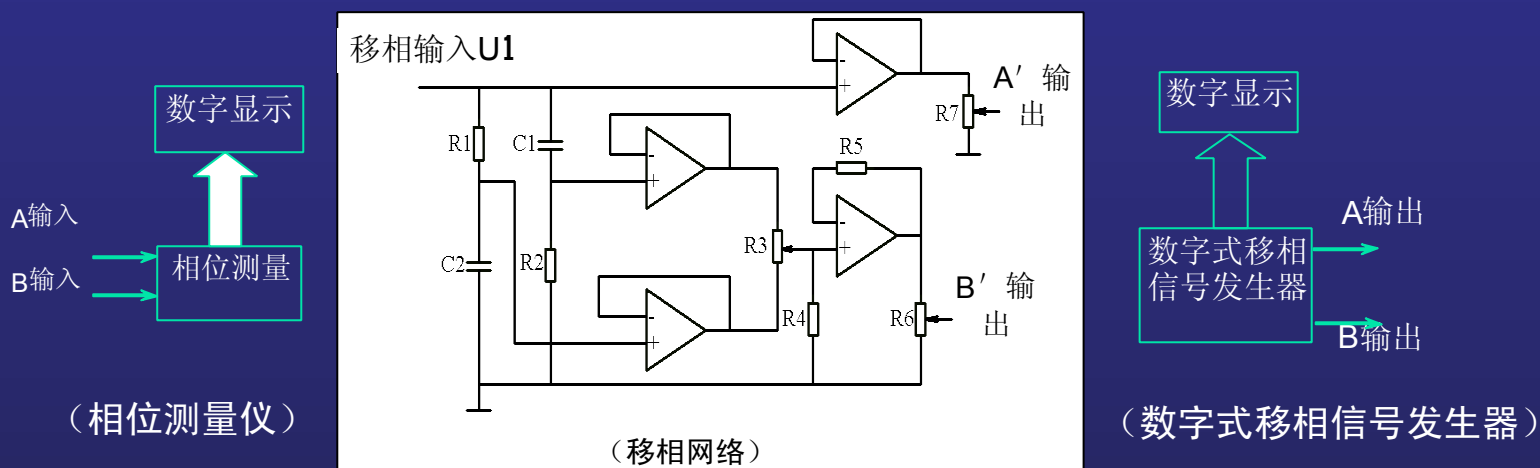 数字显示
A输入
B输入
相位测量
（相位测量仪）
移相输入U1
R1
C1
C2
R2
-
+
-
+
-
+
-
+
R3
R4
R5
R6
R7
A′ 输
出
B′ 输
出
（移相网络）
数字显示
数字式移相
信号发生器
A输出
B输出
（数字式移相信号发生器）